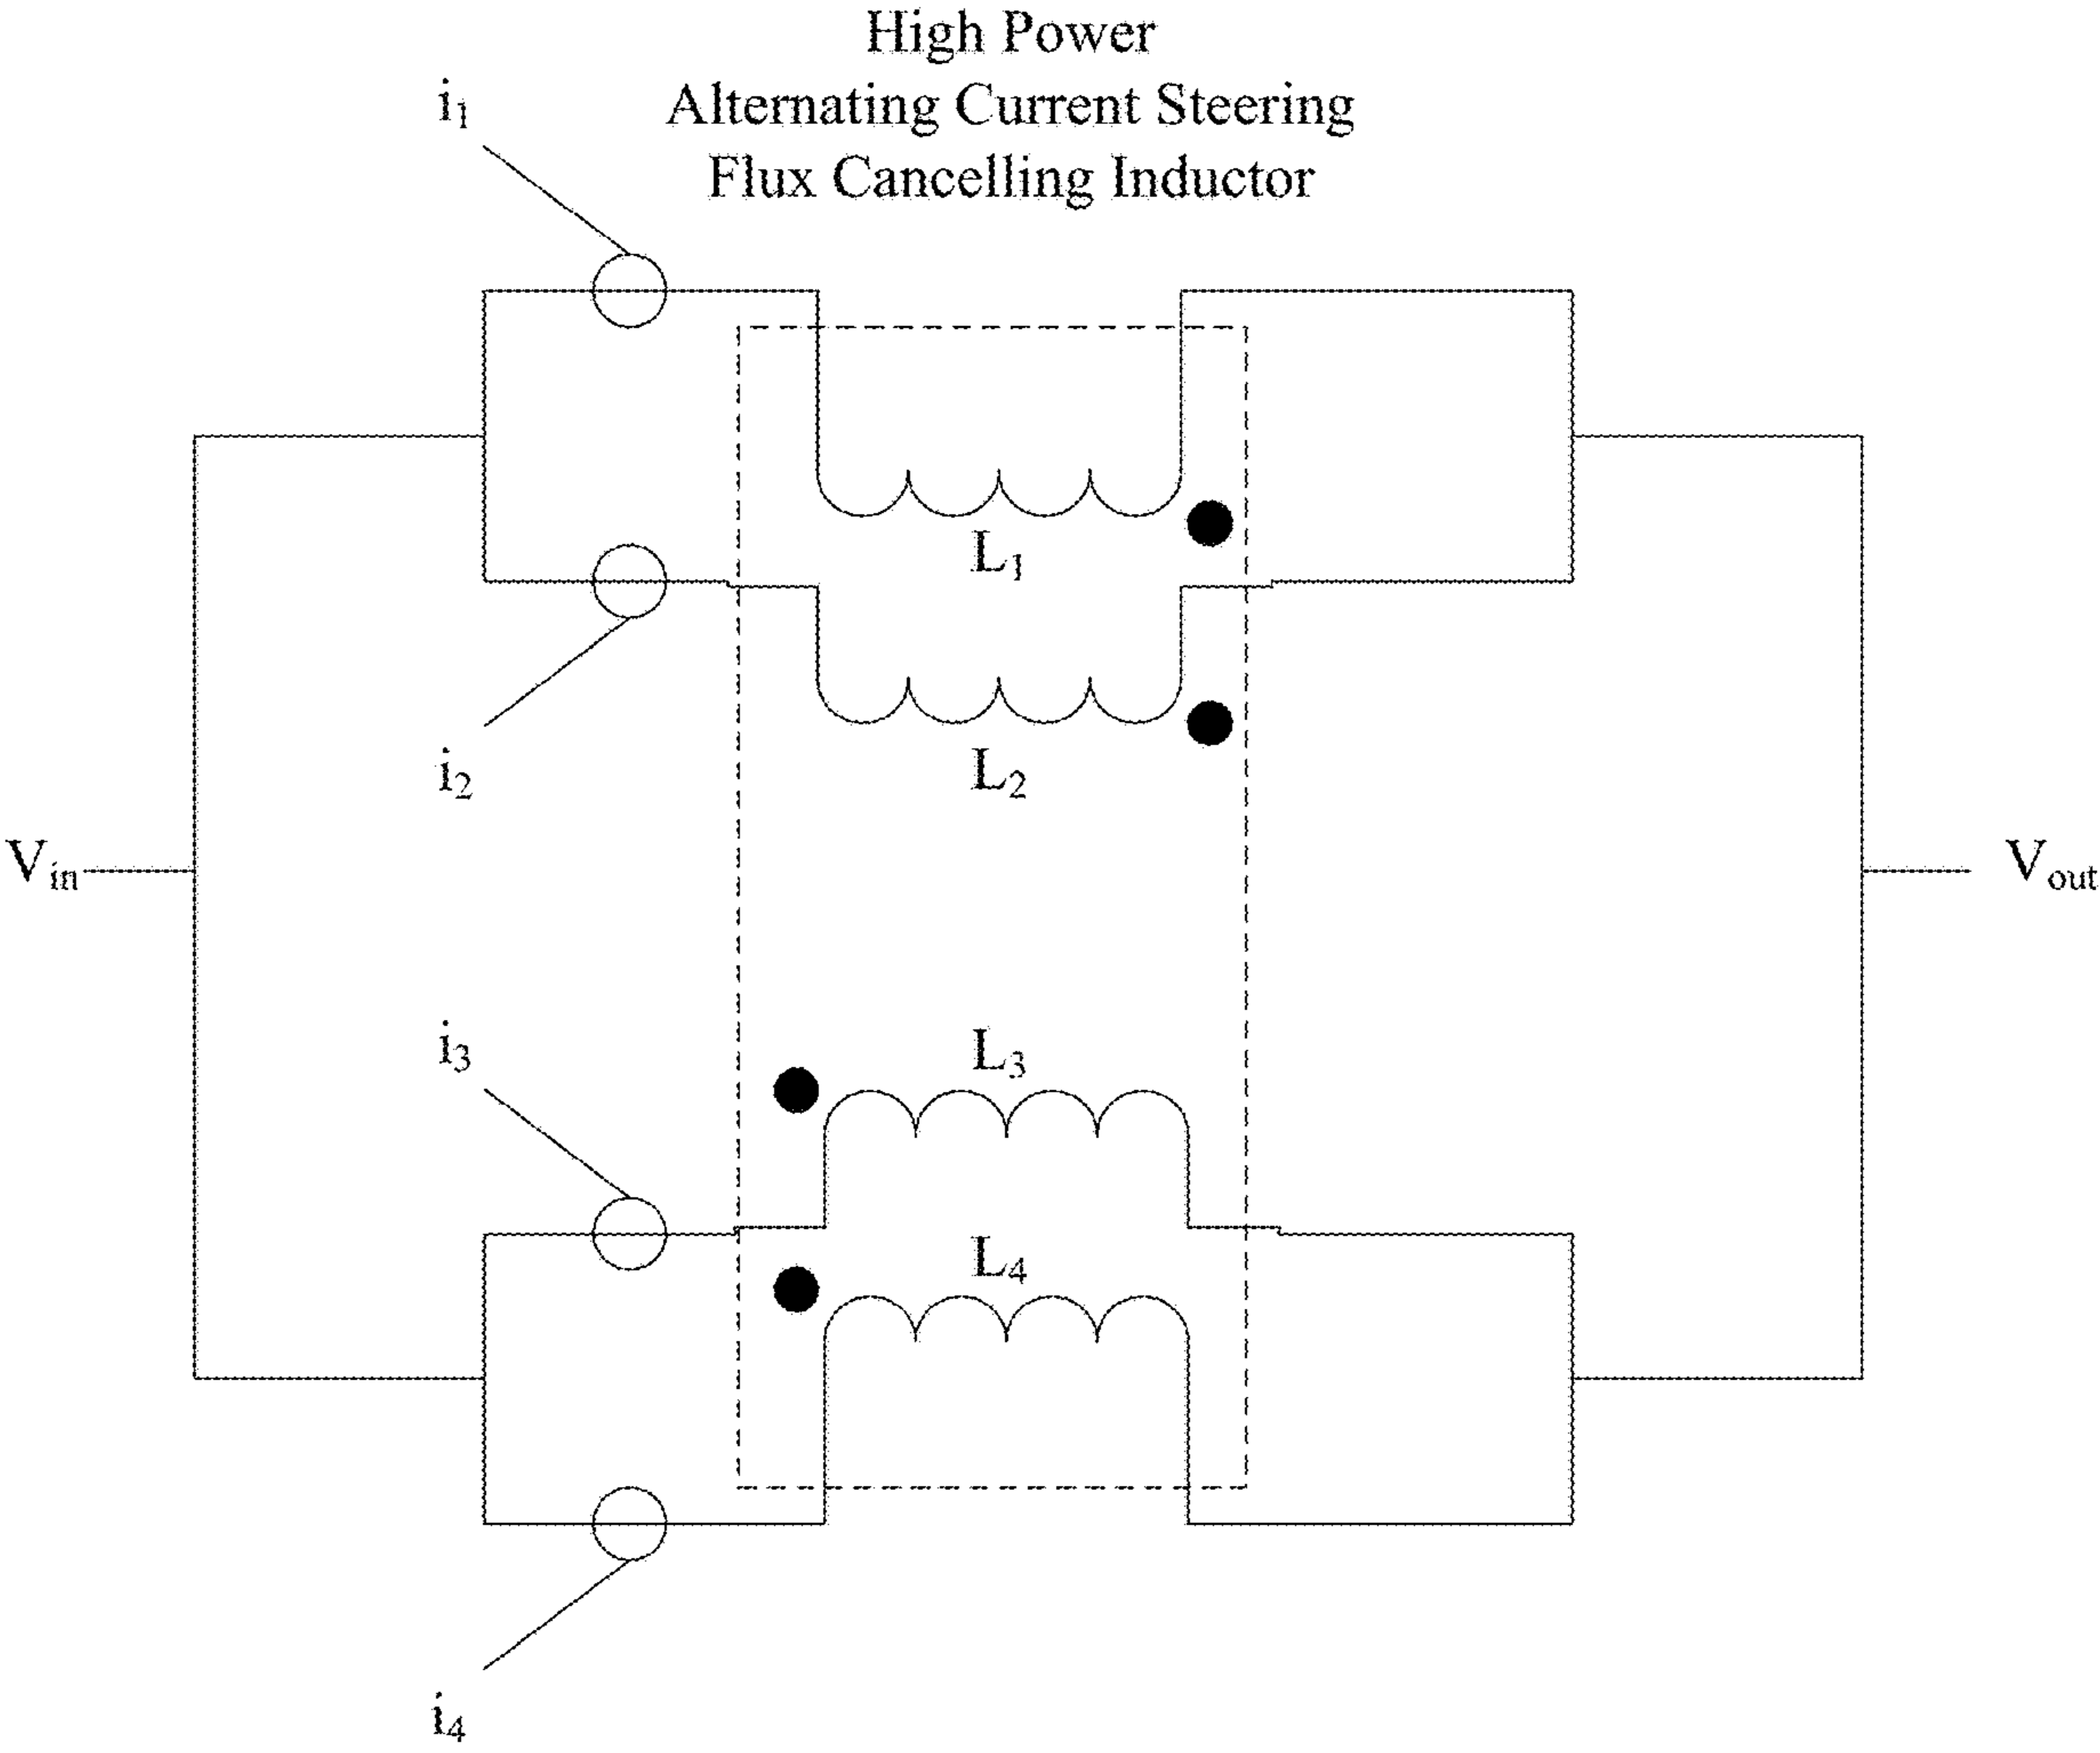 High Power
Alternating Current Steering
Flux Cancelling Inductor
i1
L1
L2
i2
Vin
Vout
i3
L3
L4
i4